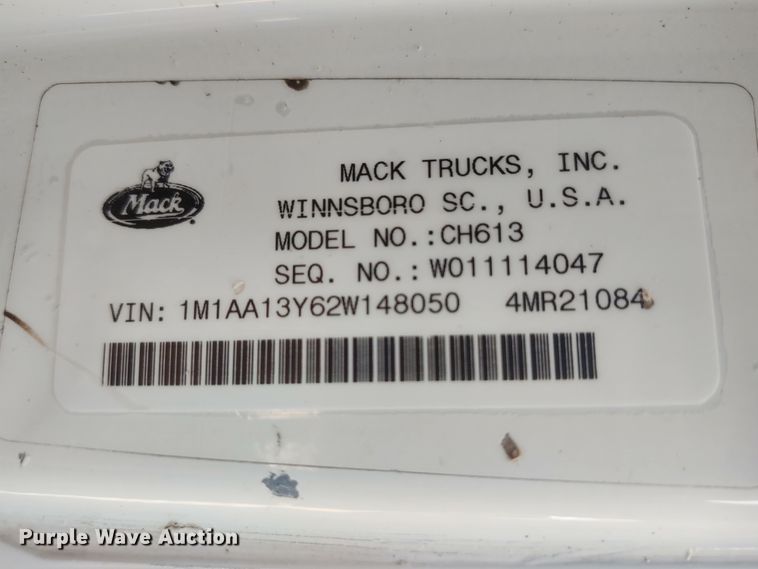 MACK TRUCKS, INC.
Mack
WINNSBORO SC., U.S.A.
MODEL NO.:CH613
SEQ. NO.:W011114047
VIN: 1M1AA13Y62W148050 4MR21084
Purple Wave Auction